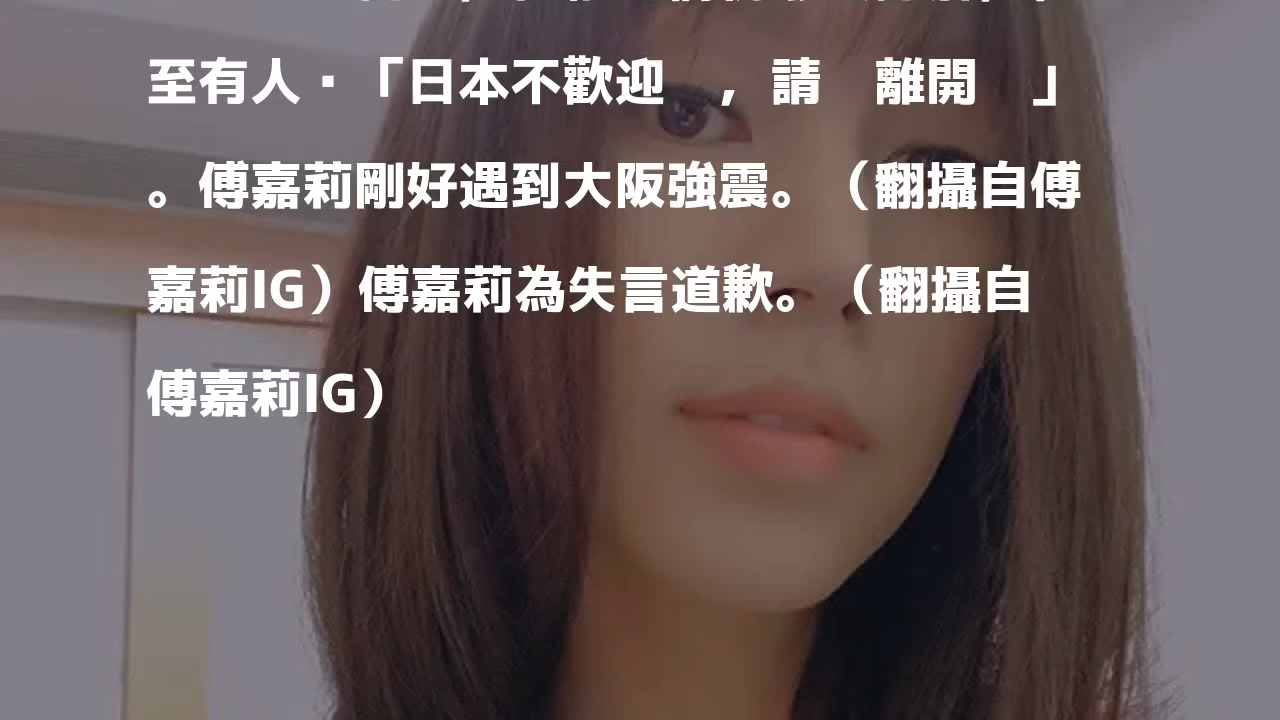 至有人·「日本不歡迎　，請　離開　」
。傅嘉莉剛好遇到大阪強震。（翻攝自傅
嘉莉IG）傅嘉莉為失言道歉。（翻攝自
傅嘉莉IG）